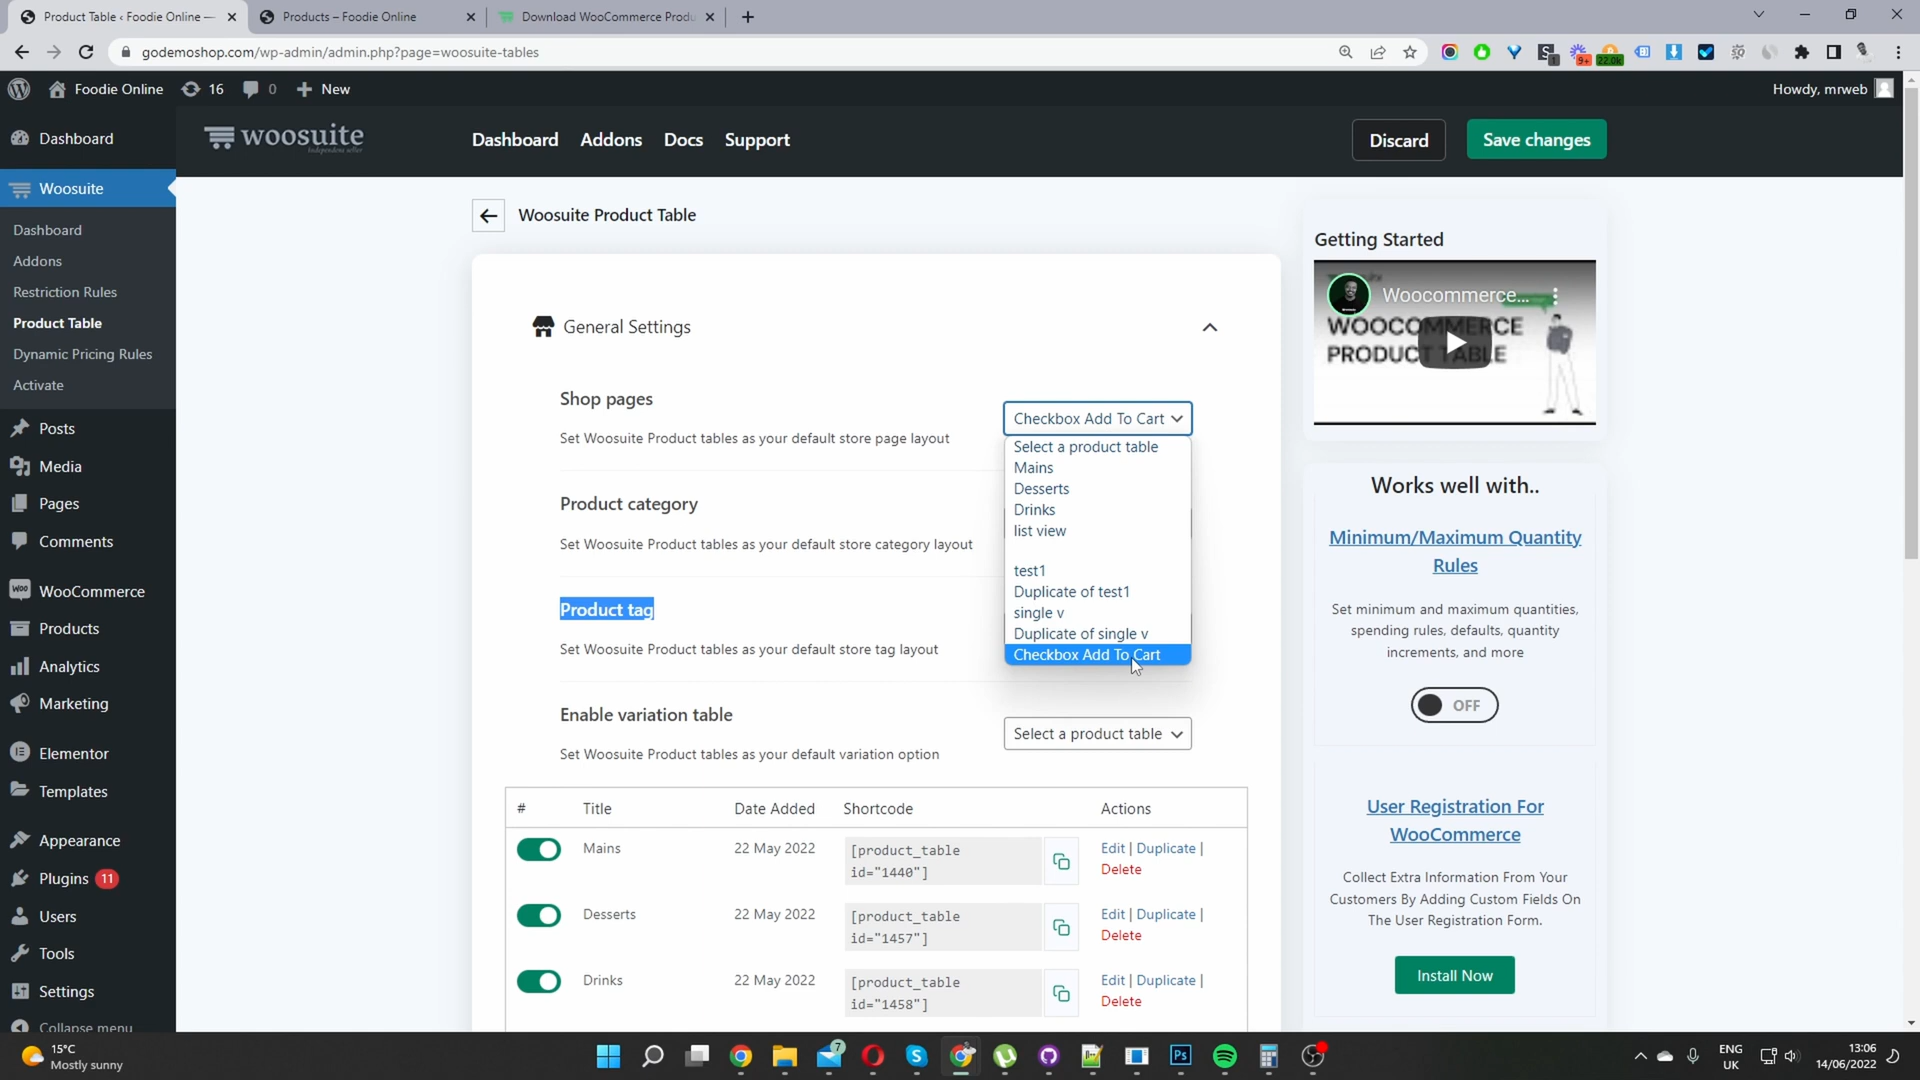 Product Table ‹ Foodie Online —
Products – Foodie Online
Download WooCommerce Produ
godemoshop.com/wp-admin/admin.php?page=woosuite-tables
9+
22.0k
Foodie Online
16
0
New
Howdy, mrweb
Dashboard
Woosuite
Dashboard
Addons
Restriction Rules
Product Table
Dynamic Pricing Rules
Activate
Posts
Media
Pages
Comments
WooCommerce
Products
Analytics
Marketing
Elementor
Templates
Appearance
Plugins 11
Users
Tools
Settings
Collapse menu
woosuite
Independent seller
Dashboard Addons Docs Support
Discard
Save changes
Woosuite Product Table
General Settings
Shop pages
Set Woosuite Product tables as your default store page layout
Checkbox Add To Cart
Select a product table
Mains
Desserts
Drinks
list view
test1
Duplicate of test1
single v
Duplicate of single v
Checkbox Add To Cart
Product category
Set Woosuite Product tables as your default store category layout
Product tag
Set Woosuite Product tables as your default store tag layout
Enable variation table
Set Woosuite Product tables as your default variation option
Select a product table
# Title Date Added Shortcode Actions
Mains 22 May 2022 [product_table
id="1440"]
Edit | Duplicate |
Delete
Desserts 22 May 2022 [product_table
id="1457"]
Edit | Duplicate |
Delete
Drinks 22 May 2022 [product_table
id="1458"]
Edit | Duplicate |
Delete
Getting Started
Woocommerce...
WOOCOMMERCE
PRODUCT TABLE
Works well with..
Minimum/Maximum Quantity
Rules
Set minimum and maximum quantities,
spending rules, defaults, quantity
increments, and more
OFF
User Registration For
WooCommerce
Collect Extra Information From Your
Customers By Adding Custom Fields On
The User Registration Form.
Install Now
15°C
Mostly sunny
7
Ps
ENG
UK
13:06
14/06/2022